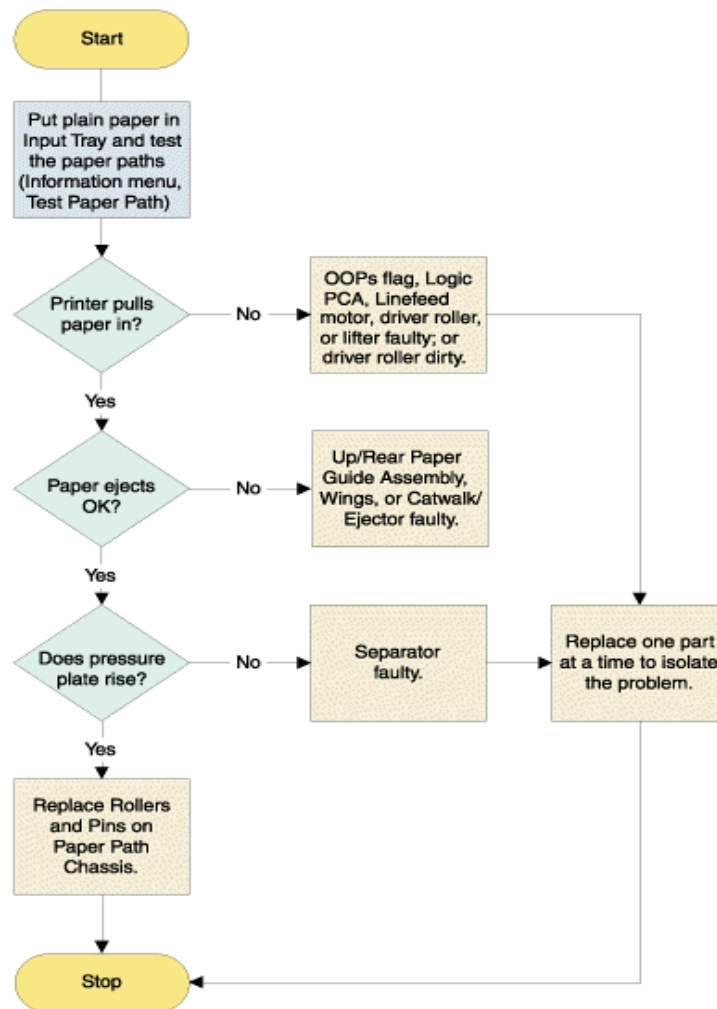 Start
Put plain paper in
Input Tray and test
the paper paths
(Information menu,
Test Paper Path)
Printer pulls
paper in?
No
OOPs flag, Logic
PCA, Linefeed
motor, driver roller,
or lifter faulty; or
driver roller dirty.
Yes
Paper ejects
OK?
No
Up/Rear Paper
Guide Assembly,
Wings, or Catwalk/
Ejector faulty.
Yes
Does pressure
plate rise?
No
Separator
faulty.
Replace one part
at a time to isolate
the problem.
Yes
Replace Rollers
and Pins on
Paper Path
Chassis.
Stop